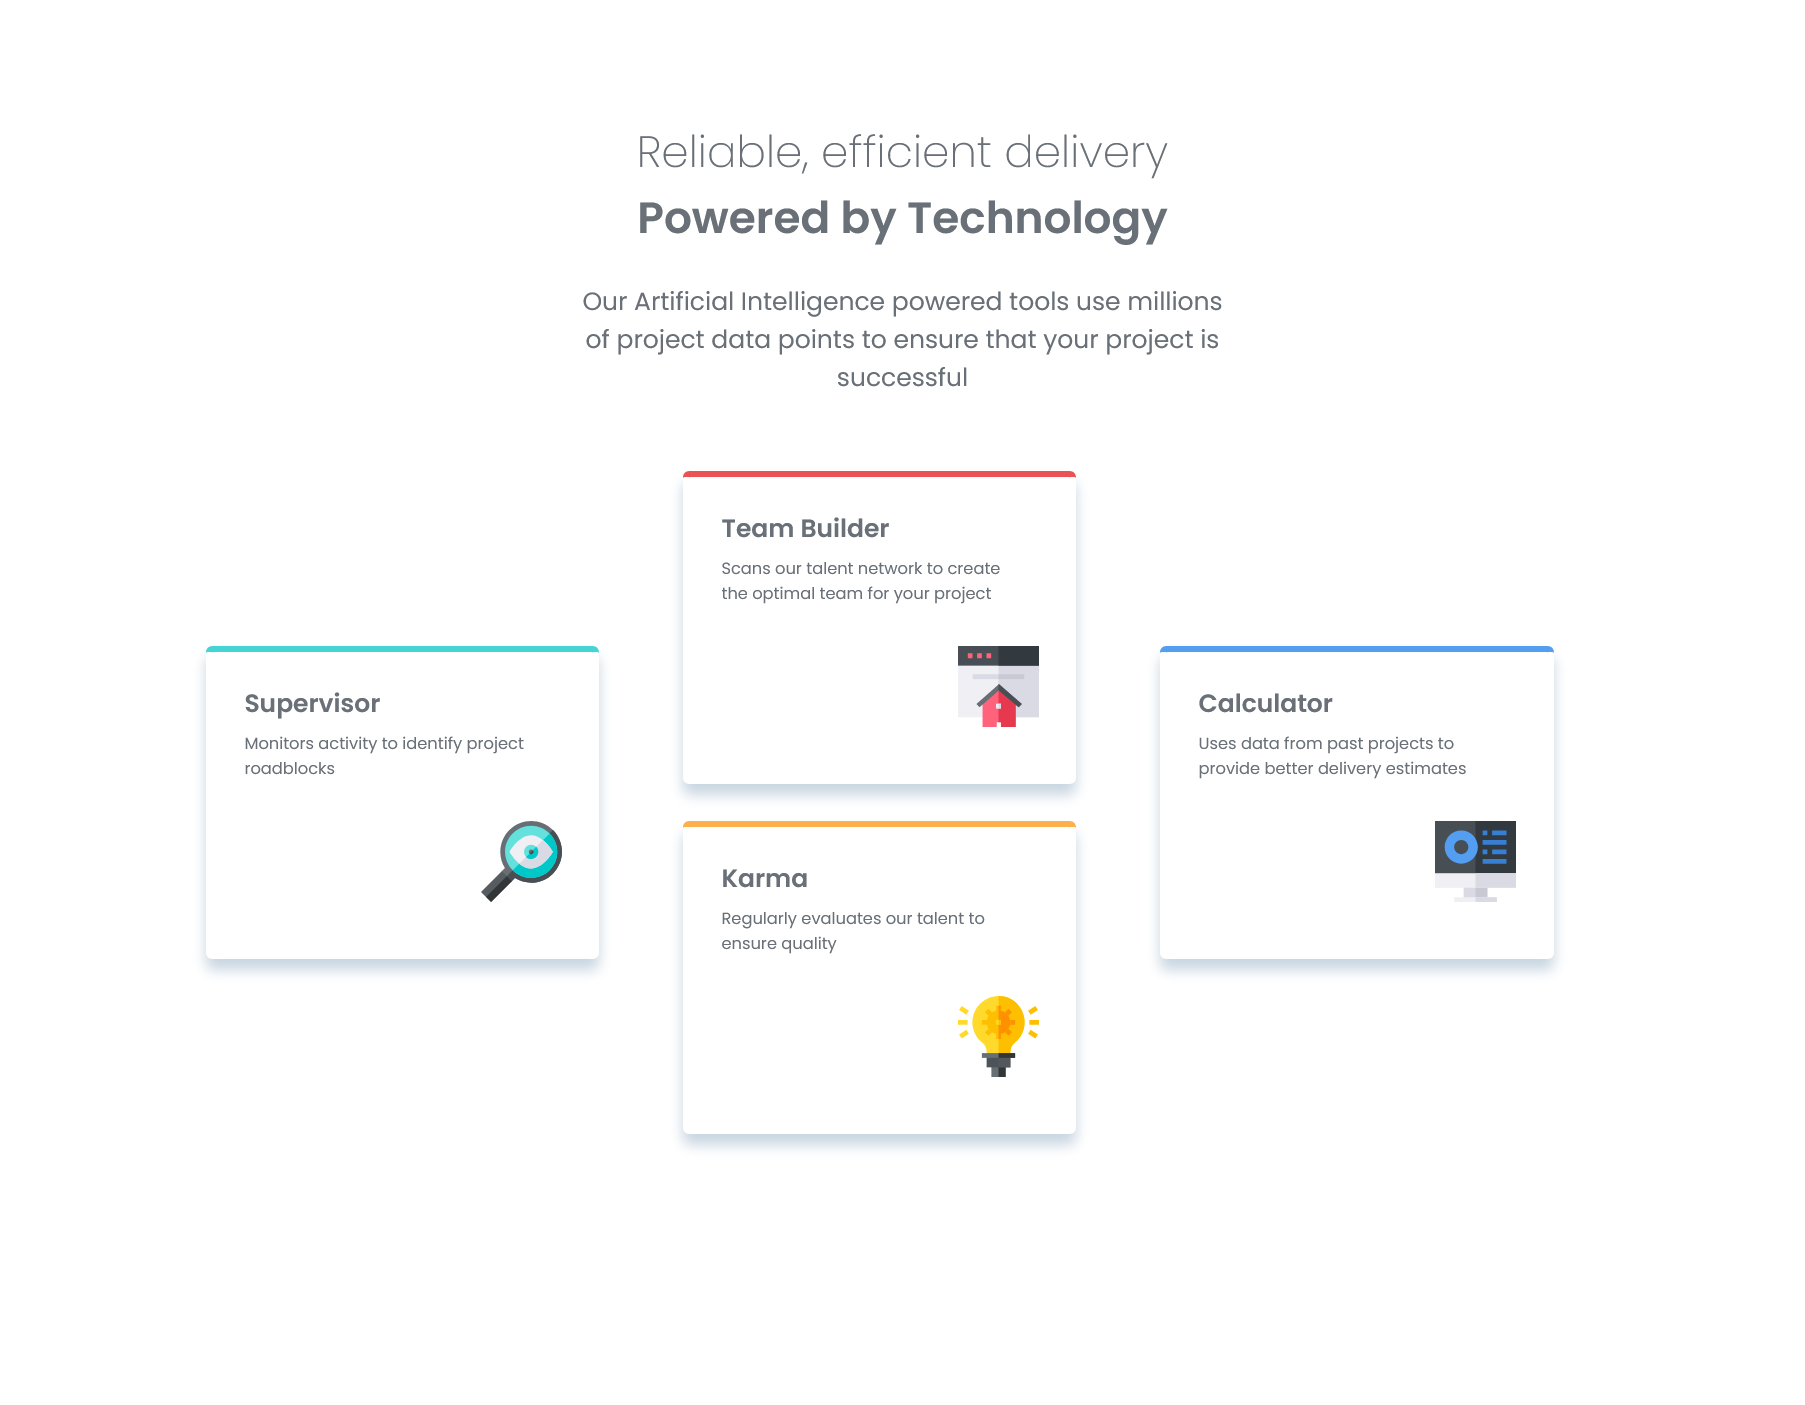 Reliable, efficient delivery
Powered by Technology
Our Artificial Intelligence powered tools use millions
of project data points to ensure that your project is
successful
Supervisor
Monitors activity to identify project
roadblocks
Team Builder
Scans our talent network to create
the optimal team for your project
Karma
Regularly evaluates our talent to
ensure quality
Calculator
Uses data from past projects to
provide better delivery estimates